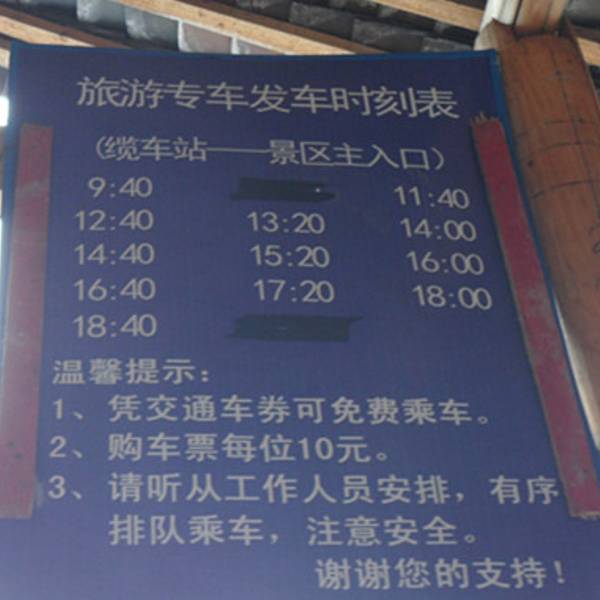 旅游专车发车时刻表
（缆车站——景区主入口）
9:40 11:40
12:40 13:20 14:00
14:40 15:20 16:00
16:40 17:20 18:00
18:40
温馨提示：
1、凭交通车券可免费乘车。
2、购车票每位10元。
3、请听从工作人员安排，有序
排队乘车，注意安全。
谢谢您的支持！